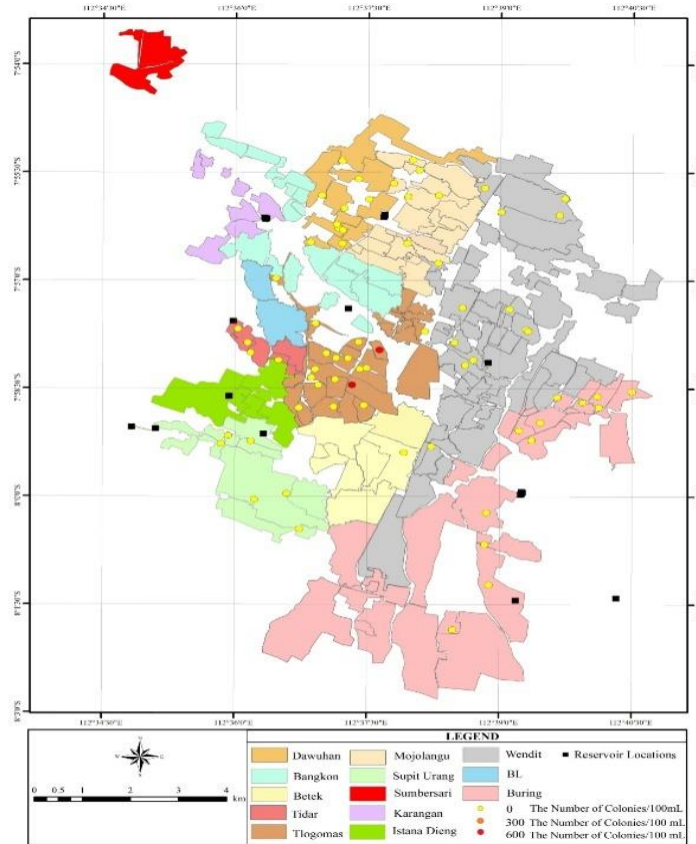 112°34'30"E 112°36'0"E 112°37'30"E 112°39'0"E 112°40'30"E
7°54'0"S
7°55'30"S
7°57'0"S
7°58'30"S
8°0'0"S
8°1'30"S
8°3'0"S
112°34'30"E 112°36'0"E 112°37'30"E 112°39'0"E 112°40'30"E
N
W E
S
0 0.5 1 2 3 4
km
LEGEND
Dawuhan Mojolangu Wendit Reservoir Locations
Bangkon Supit Urang BL
Betek Sumbersari Buring
Tidar Karangan 0 The Number of Colonies/100mL
Tlogomas Istana Dieng 300 The Number of Colonies/100 mL
600 The Number of Colonies/100 mL